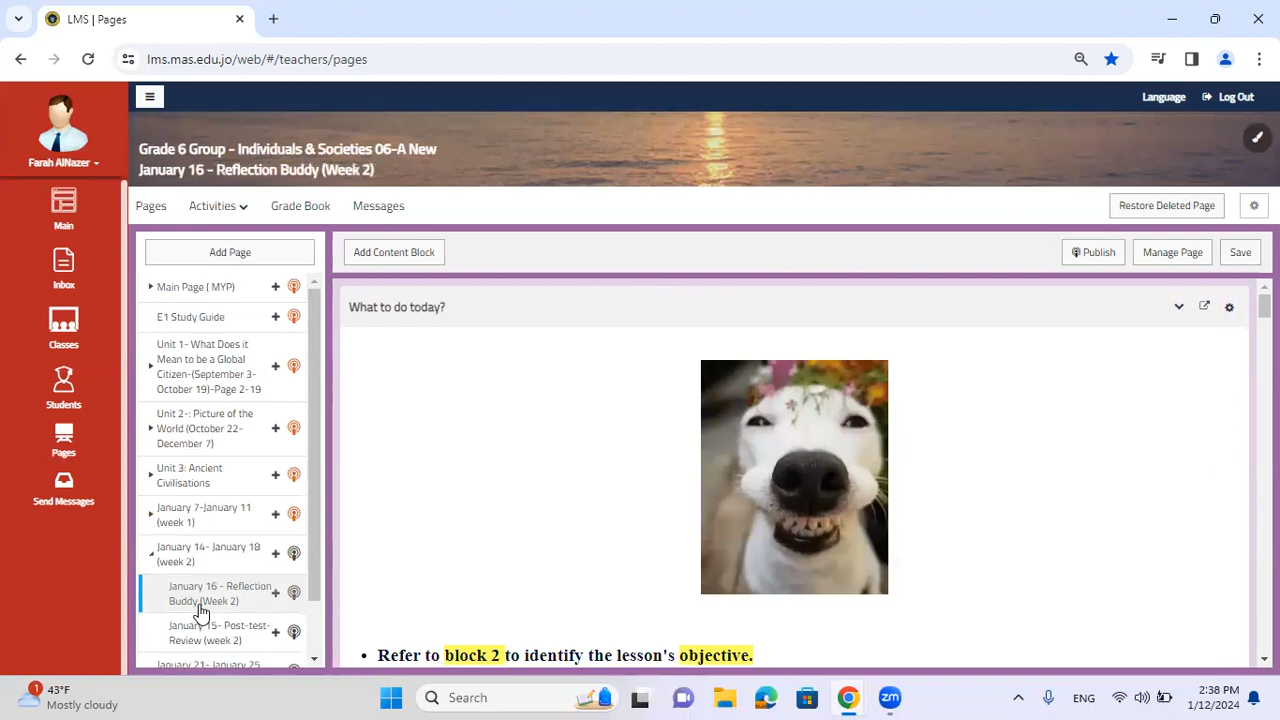 LMS | Pages
lms.mas.edu.jo/web/#/teachers/pages
Language
Log Out
Farah AlNazer
Grade 6 Group - Individuals & Societies 06-A New
January 16 - Reflection Buddy (Week 2)
Main
Inbox
Classes
Students
Pages
Send Messages
Pages
Activities
Grade Book
Messages
Restore Deleted Page
Add Page
Add Content Block
Publish
Manage Page
Save
Main Page ( MYP)
E1 Study Guide
Unit 1- What Does it
Mean to be a Global
Citizen-(September 3-
October 19)-Page 2-19
Unit 2-: Picture of the
World (October 22-
December 7)
Unit 3: Ancient
Civilisations
January 7-January 11
(week 1)
January 14- January 18
(week 2)
January 16 - Reflection
Buddy (Week 2)
January 15- Post-test-
Review (week 2)
January 21- January 25
What to do today?
• Refer to block 2 to identify the lesson's objective.
1
43°F
Mostly cloudy
Search
zm
ENG
2:38 PM
1/12/2024